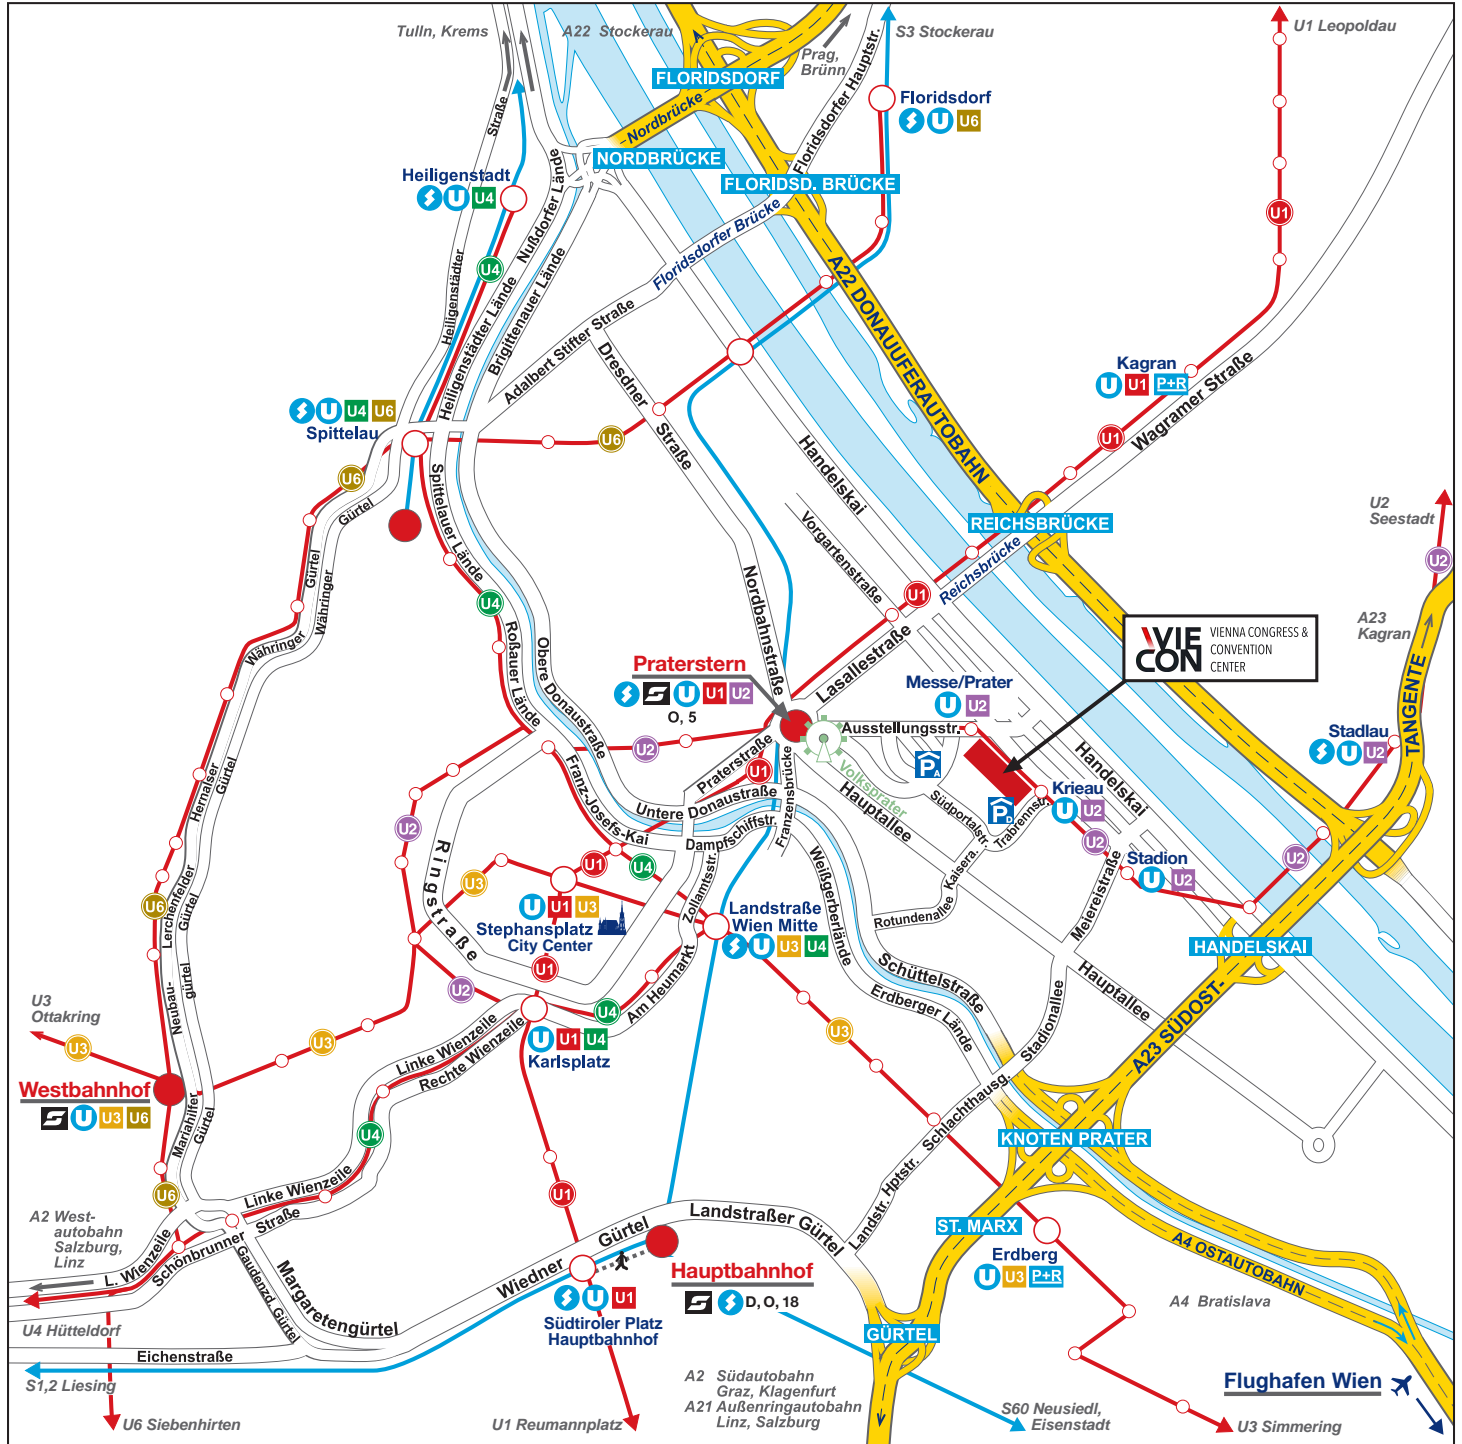 Tulln, Krems
A22 Stockerau
Prag,
Brünn
S3 Stockerau
U1 Leopoldau
FLORIDSDORF
Nordbrücke
Floridsdorfer Hauptstr.
Floridsdorf
U U6
Straße
NORDBRÜCKE
FLORIDSD. BRÜCKE
Heiligenstadt
U U4
Nußdorfer Lände
Floridsdorfer Brücke
U1
U4
Heiligenstädter
Heiligenstädter Lände
Brigittenauer Lände
Adalbert Stifter Straße
A22 DONAUUFERAUTOBAHN
Dresdner Straße
Kagran
U U1 P+R
Wagramer Straße
U U4 U6
Spittelau
U6
U1
Handelskai
U6
Gürtel
Spittelauer Lände
Vorgartenstraße
REICHSBRÜCKE
Reichsbrücke
U2
Seestadt
U2
Währinger Gürtel
Währinger Gürtel
U4
Roßauer Lände
Nordbahnstraße
U1
A23
Kagran
VIE
CON
VIENNA CONGRESS &
CONVENTION
CENTER
Obere Donaustraße
Lasallestraße
Praterstern
U U1 U2
O, 5
Messe/Prater
U U2
Ausstellungsstr.
TANGENTE
Stadlau
U U2
Handelskai
U2
Praterstraße
U1
Volksprater
P A
Hernalser
Gürtel
Franz-Josefs-Kai
Untere Donaustraße
Franzensbrücke
Hauptallee
Südportalstr.
P D
Trabrennstr.
Krieau
U U2
U2
Ringstraße
U2
Dampfschiffstr.
Kaisera.
Stadion
U U2
U2
U3
U1
U4
Zollamtsstr.
Weißgerberlände
Meiereistraße
Lerchenfelder
Gürtel
U6
U U1 U3
Stephansplatz
City Center
Landstraße
Wien Mitte
U U3 U4
Rotundenallee
HANDELSKAI
U1
U2
Am Heumarkt
Schüttelstraße
Erdberger Lände
Hauptallee
Neubau-
gürtel
U3
Ottakring
U3
U3
U4
Linke Wienzeile
Rechte Wienzeile
U U1 U4
Karlsplatz
U3
Stadionallee
A23 SÜDOST-
Westbahnhof
U U3 U6
Mariahilfer
Gürtel
U4
Schlachthausg.
KNOTEN PRATER
U6
Linke Wienzeile
U1
Landstr. Hptstr.
A2 West-
autobahn
Salzburg,
Linz
Straße
Schönbrunner
L. Wienzeile
Gaudenzd. Gürtel
Margaretengürtel
Wiedner Gürtel
Landstraßer Gürtel
ST. MARX
Erdberg
U U3 P+R
A4 OSTAUTOBAHN
A4 Bratislava
Hauptbahnhof
D, O, 18
U U1
Südtiroler Platz
Hauptbahnhof
GÜRTEL
U4 Hütteldorf
Eichenstraße
S1,2 Liesing
A2 Südautobahn
Graz, Klagenfurt
A21 Außenringautobahn
Linz, Salzburg
Flughafen Wien
U6 Siebenhirten
U1 Reumannplatz
S60 Neusiedl,
Eisenstadt
U3 Simmering